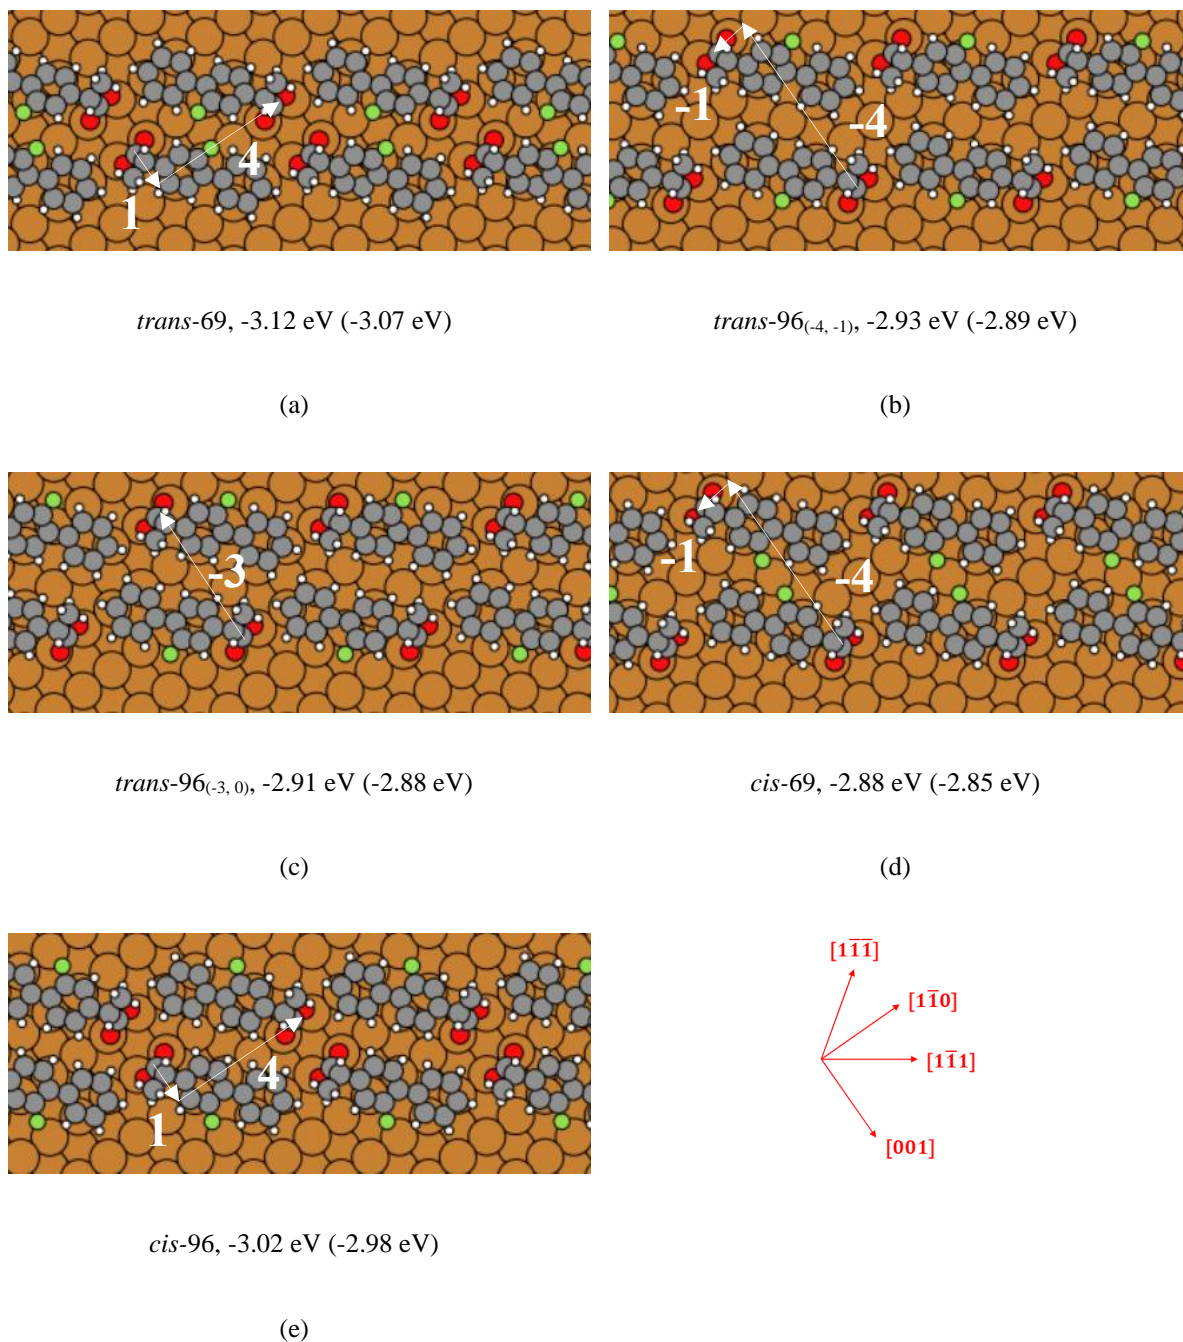 4
1
-1
-4
trans-69, -3.12 eV (-3.07 eV)
trans-96(-4, -1), -2.93 eV (-2.89 eV)
(a)
(b)
-3
-1
-4
trans-96(-3, 0), -2.91 eV (-2.88 eV)
cis-69, -2.88 eV (-2.85 eV)
(c)
(d)
4
1
[11̅1̅]
[11̅0]
[11̅1]
[001]
cis-96, -3.02 eV (-2.98 eV)
(e)